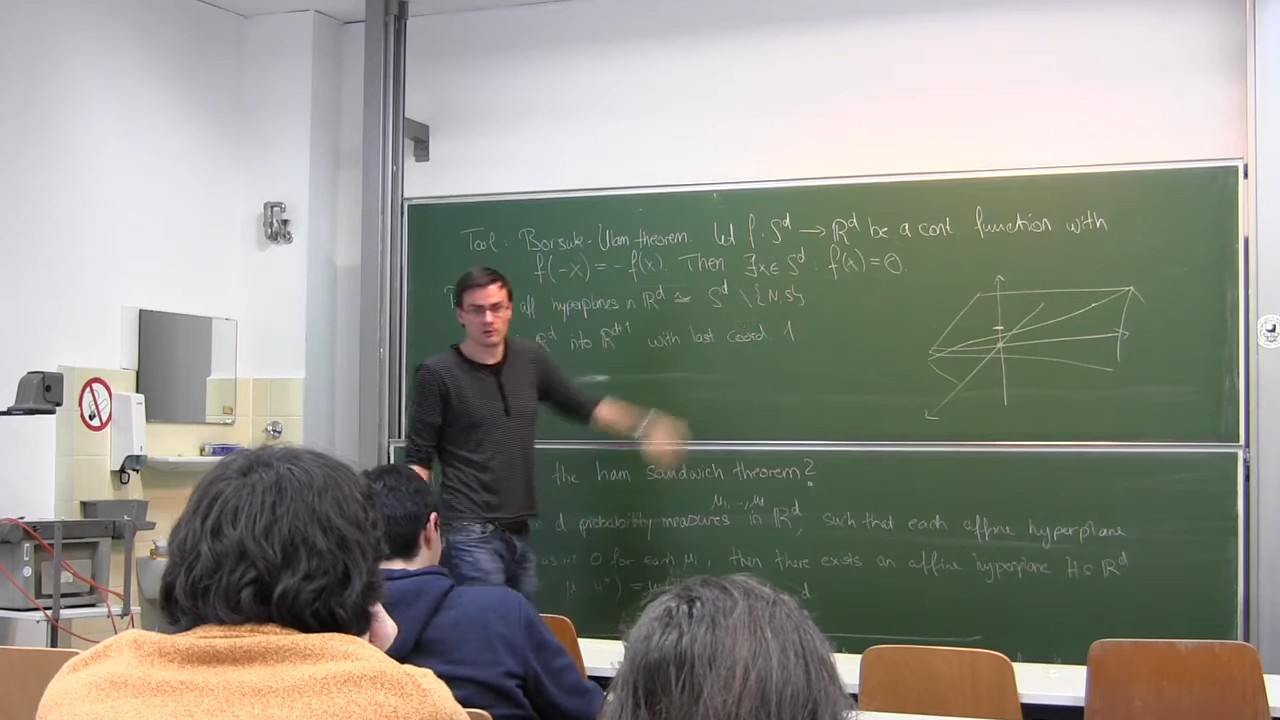 Tool: Borsuk-Ulam theorem. Let f: S^d → ℝ^d be a cont. function with
f(-x) = -f(x). Then ∃x∈S^d : f(x) = 0.
aff hyperplanes in ℝ^d ≃ S^d \ {N,S}
ℝ^d into ℝ^{d+1} with last coord. 1
the ham sandwich theorem?
d probability measures μ1,...,μd in ℝ^d, such that each affine hyperplane
0 for each μi, then there exists an affine hyperplane H ⊂ ℝ^d